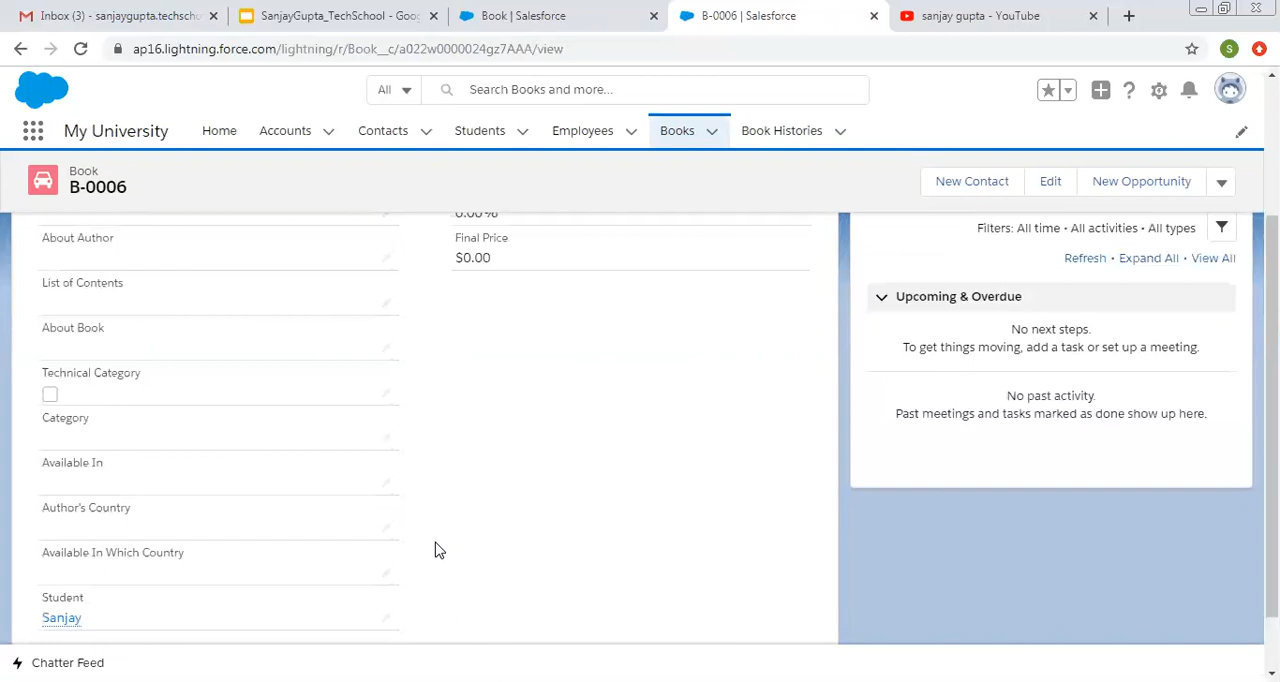 Inbox (3) - sanjaygupta.techscho
SanjayGupta_TechSchool - Goo
Book | Salesforce
B-0006 | Salesforce
sanjay gupta - YouTube
ap16.lightning.force.com/lightning/r/Book__c/a022w0000024gz7AAA/view
S
All
Search Books and more...
My University
Home
Accounts
Contacts
Students
Employees
Books
Book Histories
Book
B-0006
New Contact
Edit
New Opportunity
0.00%
About Author
Final Price
$0.00
List of Contents
About Book
Technical Category
Category
Available In
Author's Country
Available In Which Country
Student
Sanjay
Filters: All time • All activities • All types
Refresh • Expand All • View All
Upcoming & Overdue
No next steps.
To get things moving, add a task or set up a meeting.
No past activity.
Past meetings and tasks marked as done show up here.
Chatter Feed